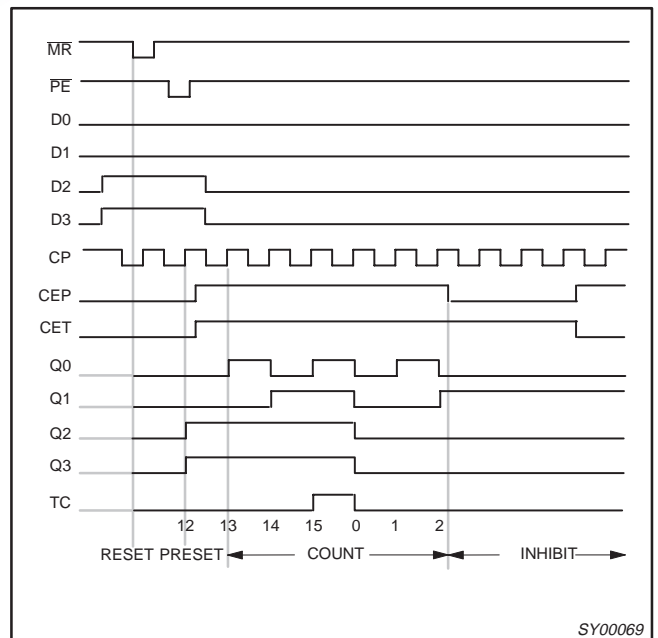 MR
PE
D0
D1
D2
D3
CP
CEP
CET
Q0
Q1
Q2
Q3
TC
12 13 14 15 0 1 2
RESET PRESET COUNT INHIBIT
SY00069